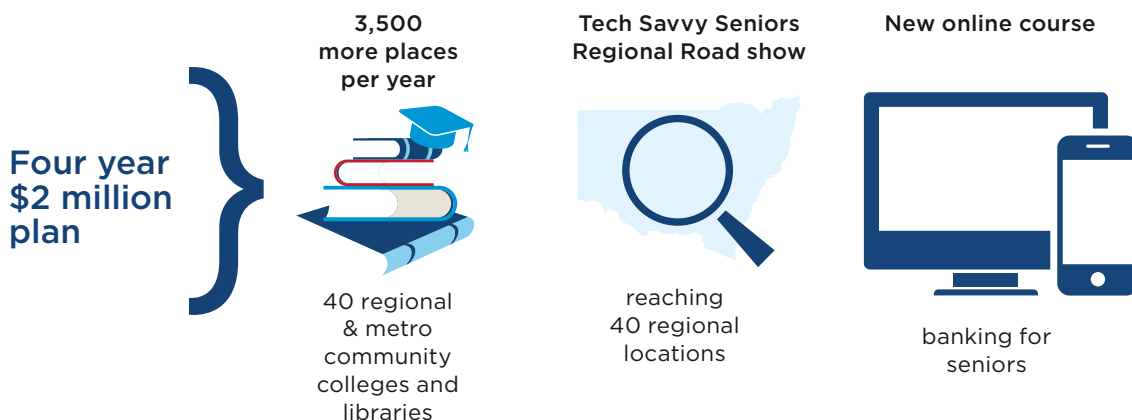 Four year
$2 million
plan
3,500
more places
per year
40 regional
& metro
community
colleges and
libraries
Tech Savvy Seniors
Regional Road show
reaching
40 regional
locations
New online course
banking for
seniors